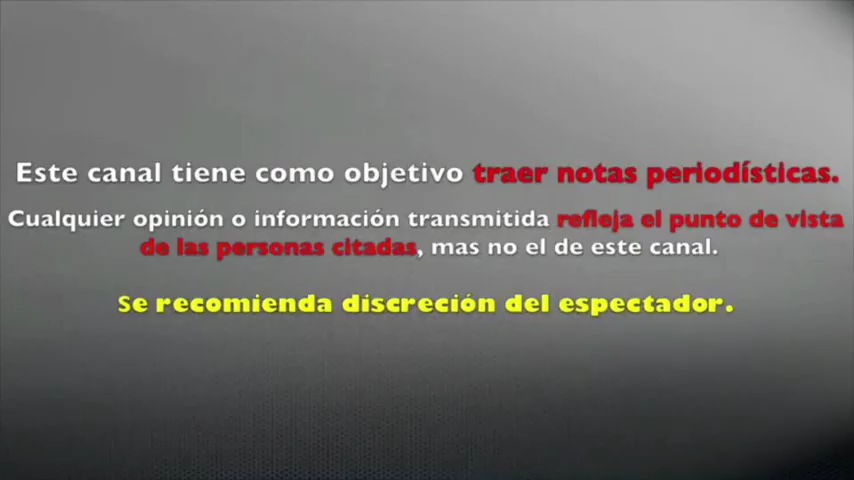 Este canal tiene como objetivo traer notas periodísticas.
Cualquier opinión o información transmitida refleja el punto de vista
de las personas citadas, mas no el de este canal.
Se recomienda discreción del espectador.